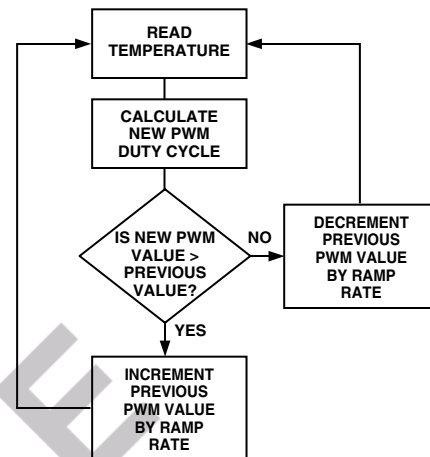 READ
TEMPERATURE
CALCULATE
NEW PWM
DUTY CYCLE
IS NEW PWM
VALUE >
PREVIOUS
VALUE?
NO
DECREMENT
PREVIOUS
PWM VALUE
BY RAMP
RATE
YES
INCREMENT
PREVIOUS
PWM VALUE
BY RAMP
RATE